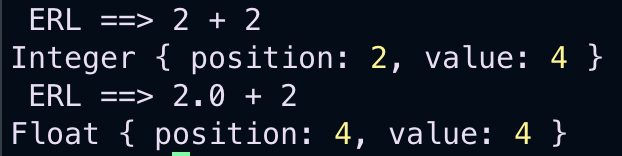 ERL ==> 2 + 2
Integer { position: 2, value: 4 }
ERL ==> 2.0 + 2
Float { position: 4, value: 4 }